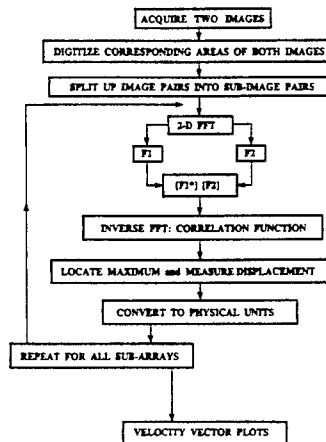 ACQUIRE TWO IMAGES
DIGITIZE CORRESPONDING AREAS OF BOTH IMAGES
SPLIT UP IMAGE PAIRS INTO SUB-IMAGE PAIRS
2-D FFT
F1 F2
[F1*] [F2]
INVERSE FFT: CORRELATION FUNCTION
LOCATE MAXIMUM and MEASURE DISPLACEMENT
CONVERT TO PHYSICAL UNITS
REPEAT FOR ALL SUB-ARRAYS
VELOCITY VECTOR PLOTS